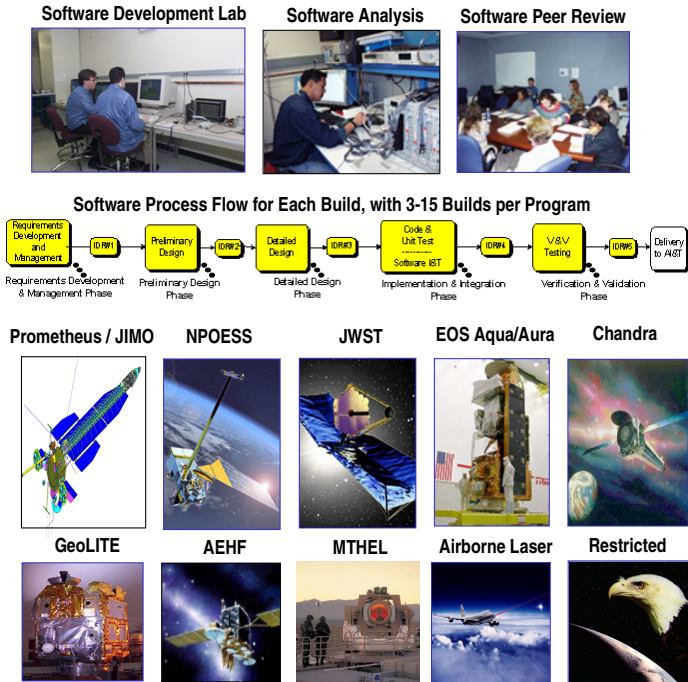 Software Development Lab
Software Analysis
Software Peer Review
Software Process Flow for Each Build, with 3-15 Builds per Program
Requirements
Development
and
Management
IDR#1
Preliminary
Design
IDR#2
Detailed
Design
IDR#3
Code &
Unit Test
Software I&T
IDR#4
V&V
Testing
IDR#5
Delivery
to AI&T
Requirements Development
& Management Phase
Preliminary Design
Phase
Detailed Design
Phase
Implementation & Integration
Phase
Verification & Validation
Phase
Prometheus / JIMO
NPOESS
JWST
EOS Aqua/Aura
Chandra
GeoLITE
AEHF
MTHEL
Airborne Laser
Restricted